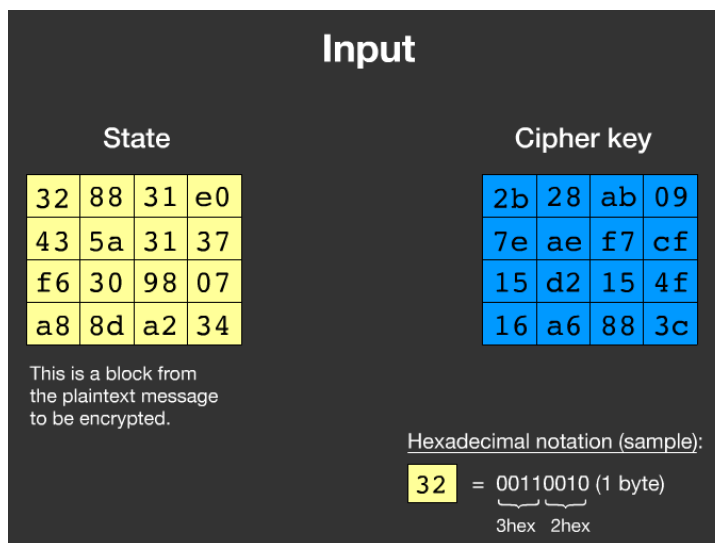 Input
State
Cipher key
32 88 31 e0
43 5a 31 37
f6 30 98 07
a8 8d a2 34
2b 28 ab 09
7e ae f7 cf
15 d2 15 4f
16 a6 88 3c
This is a block from
the plaintext message
to be encrypted.
Hexadecimal notation (sample):
32 = 00110010 (1 byte)
3hex 2hex